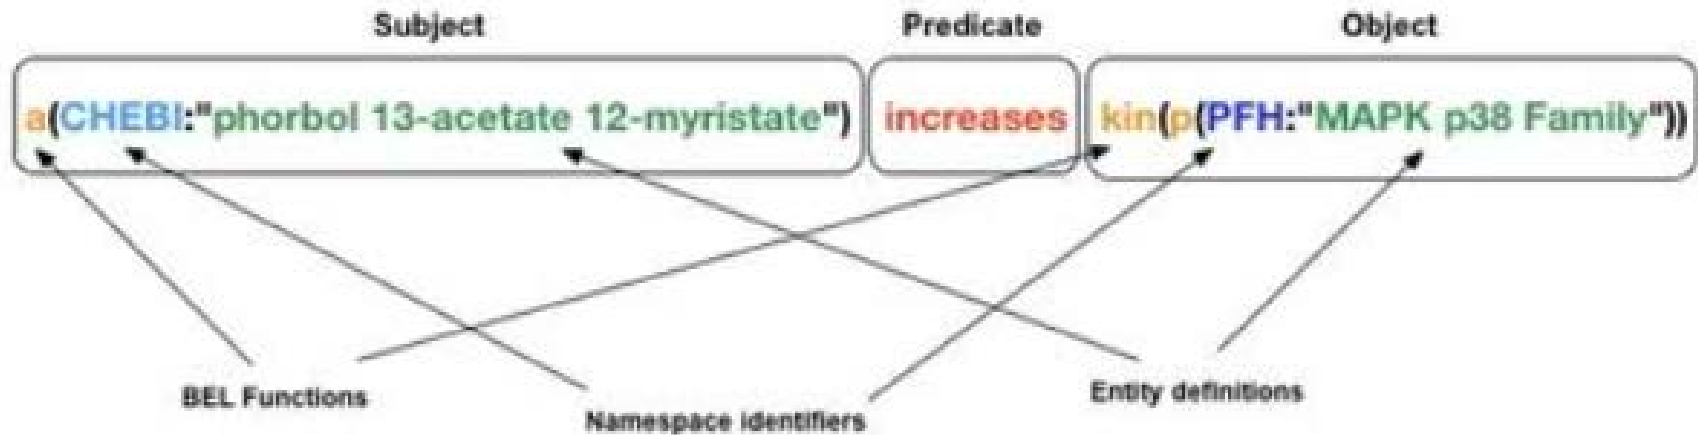 Subject Predicate Object
a(CHEBI:"phorbol 13-acetate 12-myristate") increases kin(p(PFH:"MAPK p38 Family"))
BEL Functions
Namespace identifiers
Entity definitions